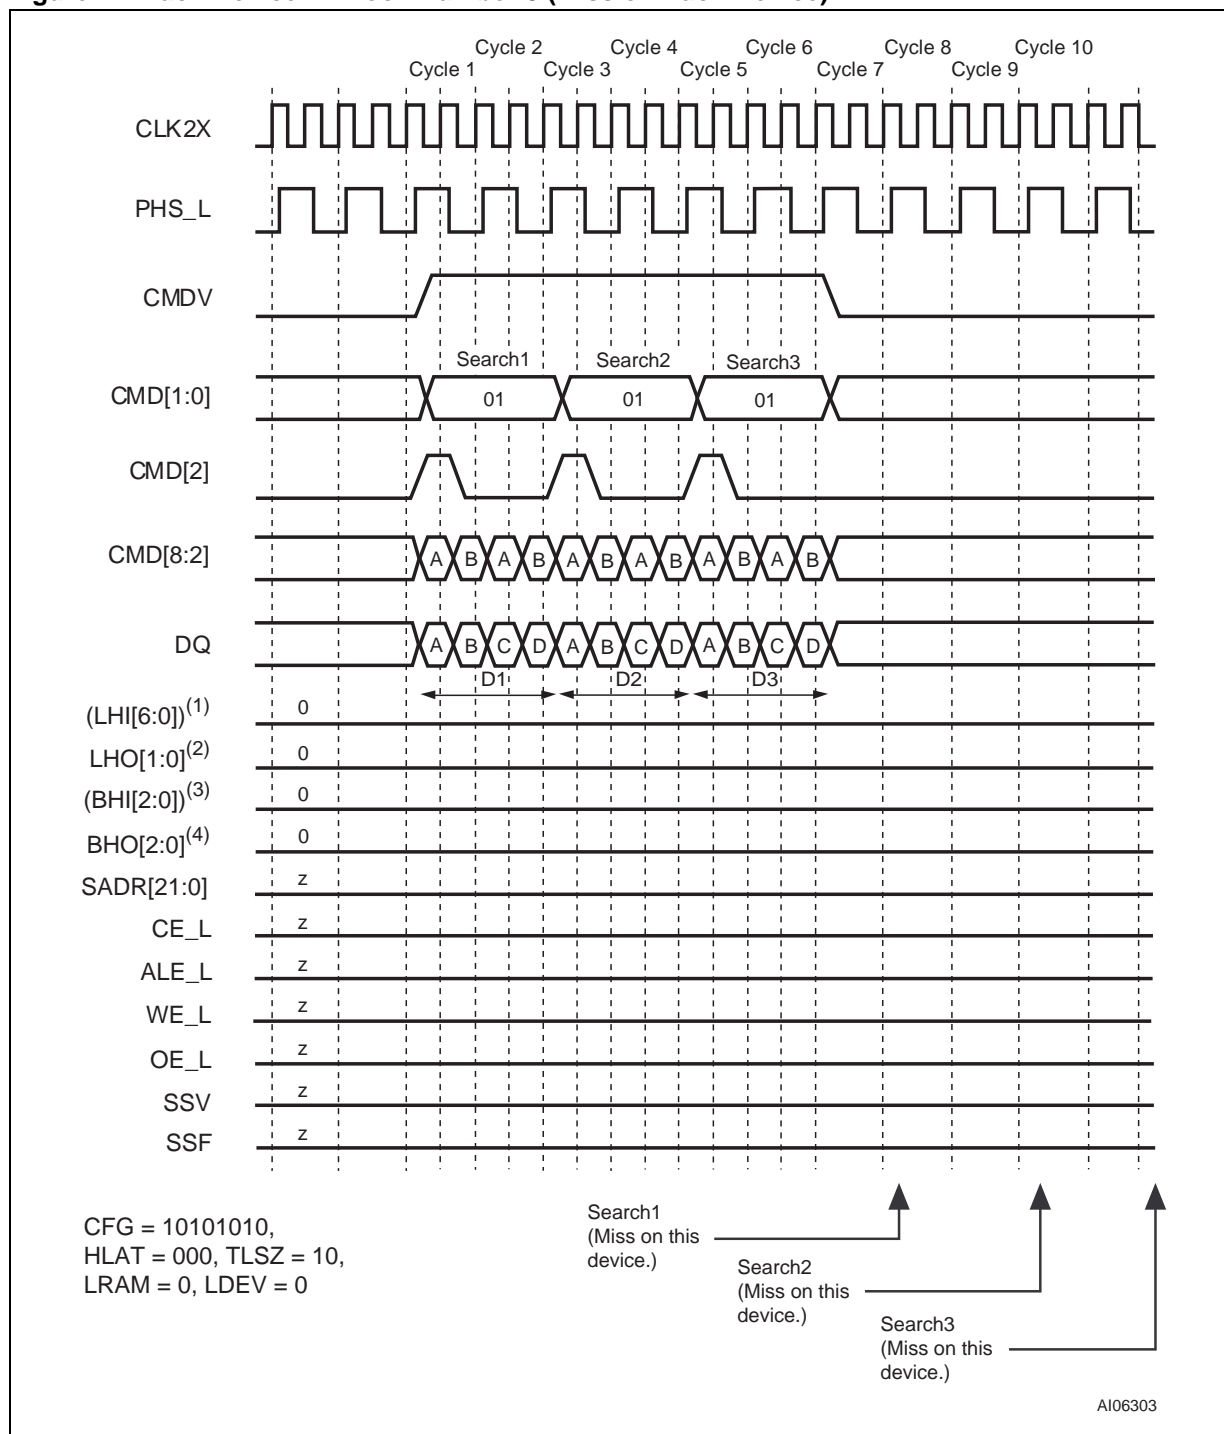 Cycle 2 Cycle 4 Cycle 6 Cycle 8 Cycle 10
Cycle 1 Cycle 3 Cycle 5 Cycle 7 Cycle 9
CLK2X
PHS_L
CMDV
Search1 Search2 Search3
CMD[1:0] 01 01 01
CMD[2]
CMD[8:2] A B A B A B A B A B A B
DQ A B C D A B C D A B C D
D1 D2 D3
(LHI[6:0])(1) 0
LHO[1:0](2) 0
(BHI[2:0])(3) 0
BHO[2:0](4) 0
SADR[21:0] z
CE_L z
ALE_L z
WE_L z
OE_L z
SSV z
SSF z
CFG = 10101010,
HLAT = 000, TLSZ = 10,
LRAM = 0, LDEV = 0
Search1
(Miss on this
device.)
Search2
(Miss on this
device.)
Search3
(Miss on this
device.)
AI06303